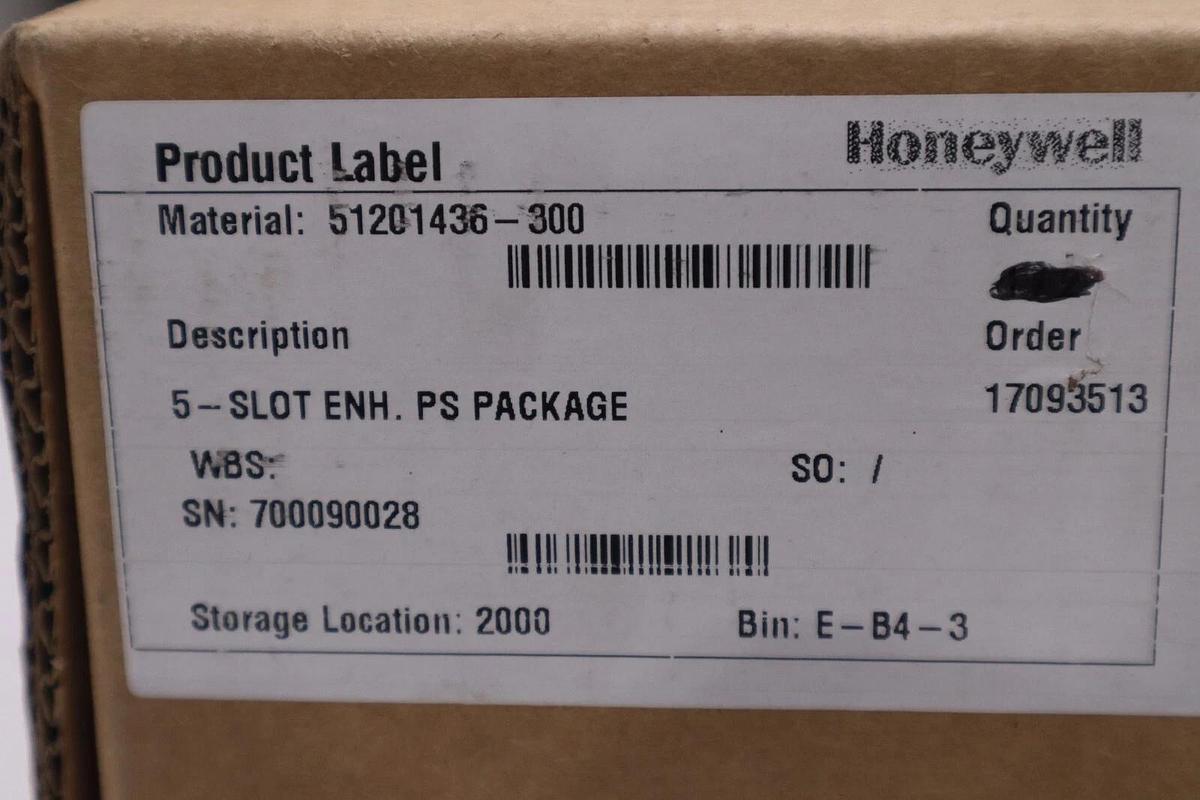 Product Label
Honeywell
Material: 51201436-300
Quantity
Description
Order
5-SLOT ENH. PS PACKAGE
17093513
WBS:
SO: /
SN: 700090028
Storage Location: 2000
Bin: E-B4-3